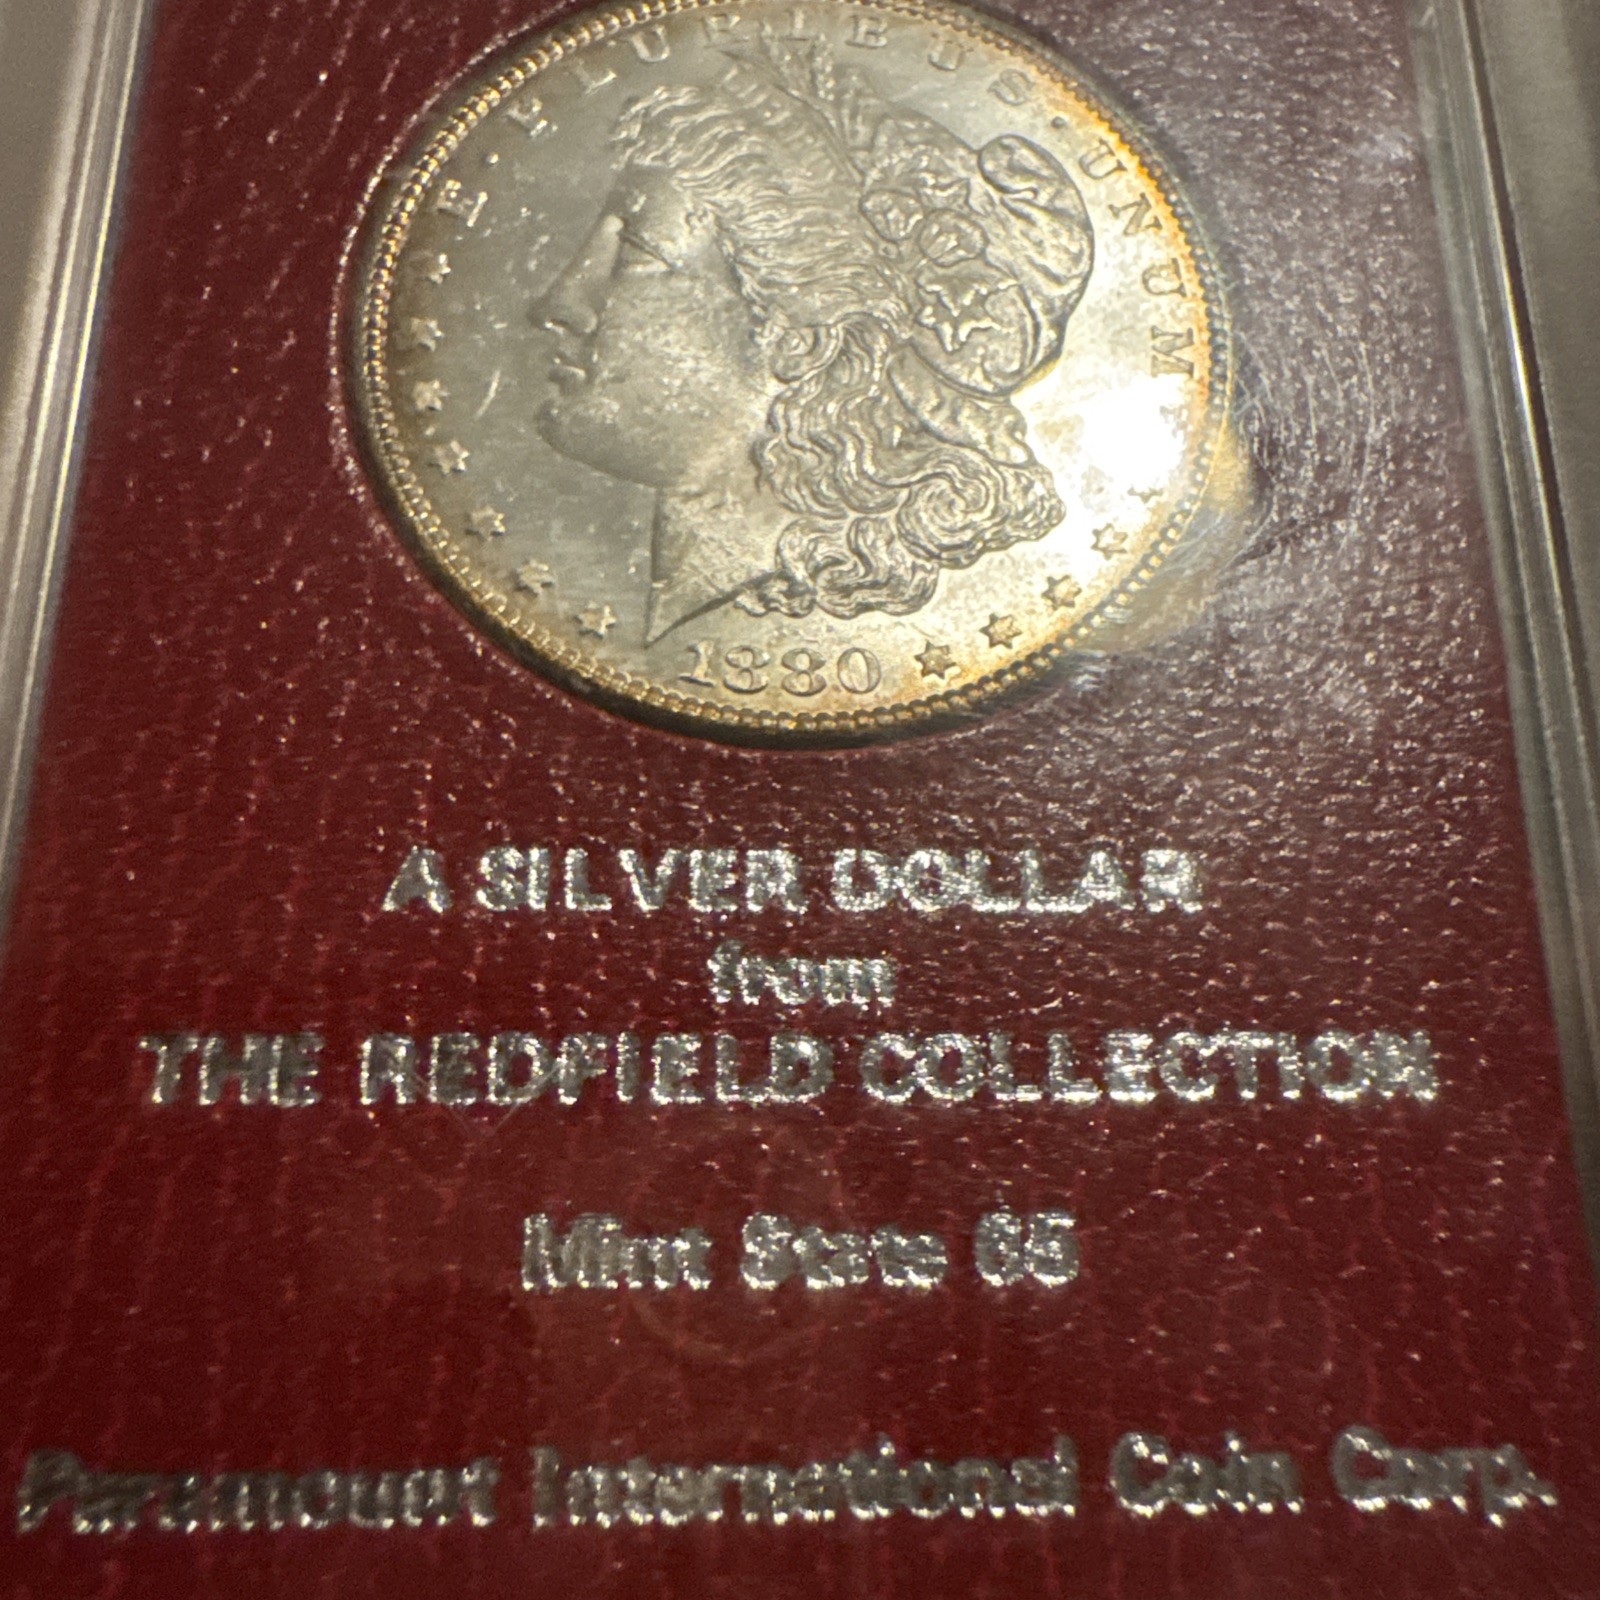 E · PLURIBUS · UNUM
1880
A SILVER DOLLAR
from
THE REDFIELD COLLECTION
Mint State 65
Paramount International Coin Corp.